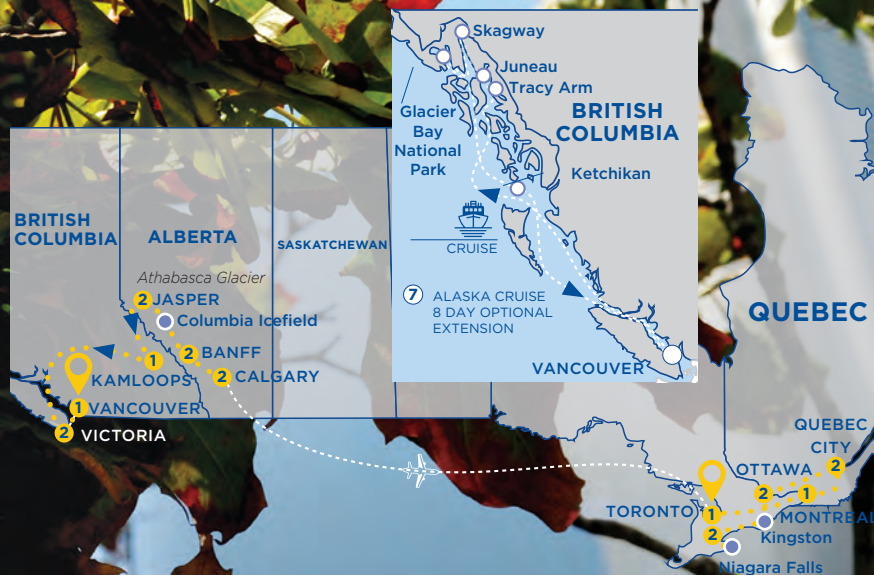 Skagway
Juneau
Tracy Arm
Glacier
Bay
National
Park
BRITISH
COLUMBIA
Ketchikan
CRUISE
7
ALASKA CRUISE
8 DAY OPTIONAL
EXTENSION
VANCOUVER
BRITISH
COLUMBIA
ALBERTA
SASKATCHEWAN
Athabasca Glacier
2 JASPER
Columbia Icefield
2 BANFF
1
KAMLOOPS
2 CALGARY
1 VANCOUVER
2 VICTORIA
QUEBEC
QUEBEC
CITY
2
OTTAWA
2
1
MONTREAL
TORONTO 1
2
Kingston
Niagara Falls